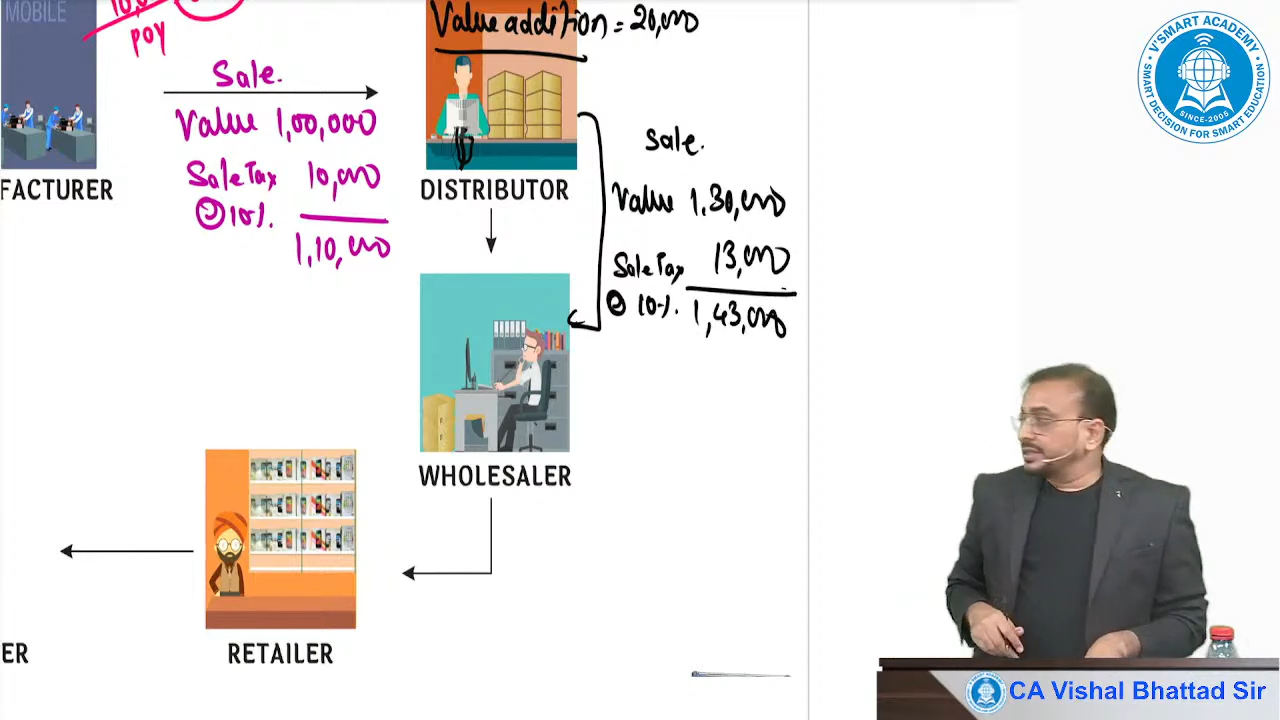 MOBILE
10,0
pay
Value addition = 20,000
Sale.
Value 1,00,000
Sale Tax 10,000
@ 10%.
1,10,000
FACTURER
DISTRIBUTOR
Sale.
Value 1,30,000
Sale Tax 13,000
@ 10%. 1,43,000
WHOLESALER
RETAILER
ER
V'SMART ACADEMY
SINCE-2005
SMART DECISION FOR SMART EDUCATION
CA Vishal Bhattad Sir